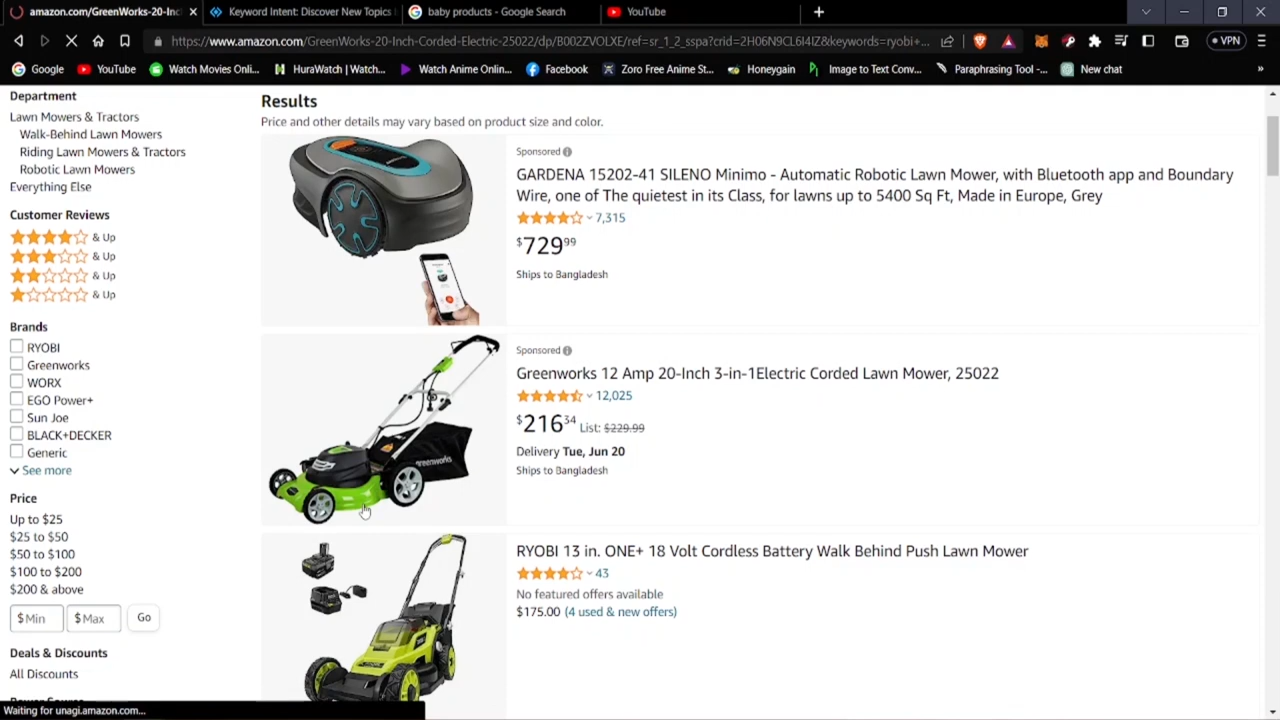 amazon.com/GreenWorks-20-Inc
Keyword Intent: Discover New Topics
baby products - Google Search
YouTube
https://www.amazon.com/GreenWorks-20-Inch-Corded-Electric-25022/dp/B002ZVOLXE/ref=sr_1_2_sspa?crid=2H06N9CL6I4IZ&keywords=ryobi+...
VPN
Google
YouTube
Watch Movies Onli...
HuraWatch | Watch...
Watch Anime Onlin...
Facebook
Zoro Free Anime St...
Honeygain
Image to Text Conv...
Paraphrasing Tool -...
New chat
Department
Lawn Mowers & Tractors
Walk-Behind Lawn Mowers
Riding Lawn Mowers & Tractors
Robotic Lawn Mowers
Everything Else
Customer Reviews
& Up
& Up
& Up
& Up
Brands
RYOBI
Greenworks
WORX
EGO Power+
Sun Joe
BLACK+DECKER
Generic
See more
Price
Up to $25
$25 to $50
$50 to $100
$100 to $200
$200 & above
$ Min
$ Max
Go
Deals & Discounts
All Discounts
Results
Price and other details may vary based on product size and color.
Sponsored
GARDENA 15202-41 SILENO Minimo - Automatic Robotic Lawn Mower, with Bluetooth app and Boundary
Wire, one of The quietest in its Class, for lawns up to 5400 Sq Ft, Made in Europe, Grey
7,315
$729.99
Ships to Bangladesh
Sponsored
Greenworks 12 Amp 20-Inch 3-in-1Electric Corded Lawn Mower, 25022
12,025
$216.34 List: $229.99
Delivery Tue, Jun 20
Ships to Bangladesh
greenworks
RYOBI 13 in. ONE+ 18 Volt Cordless Battery Walk Behind Push Lawn Mower
43
No featured offers available
$175.00 (4 used & new offers)
Waiting for unagi.amazon.com...